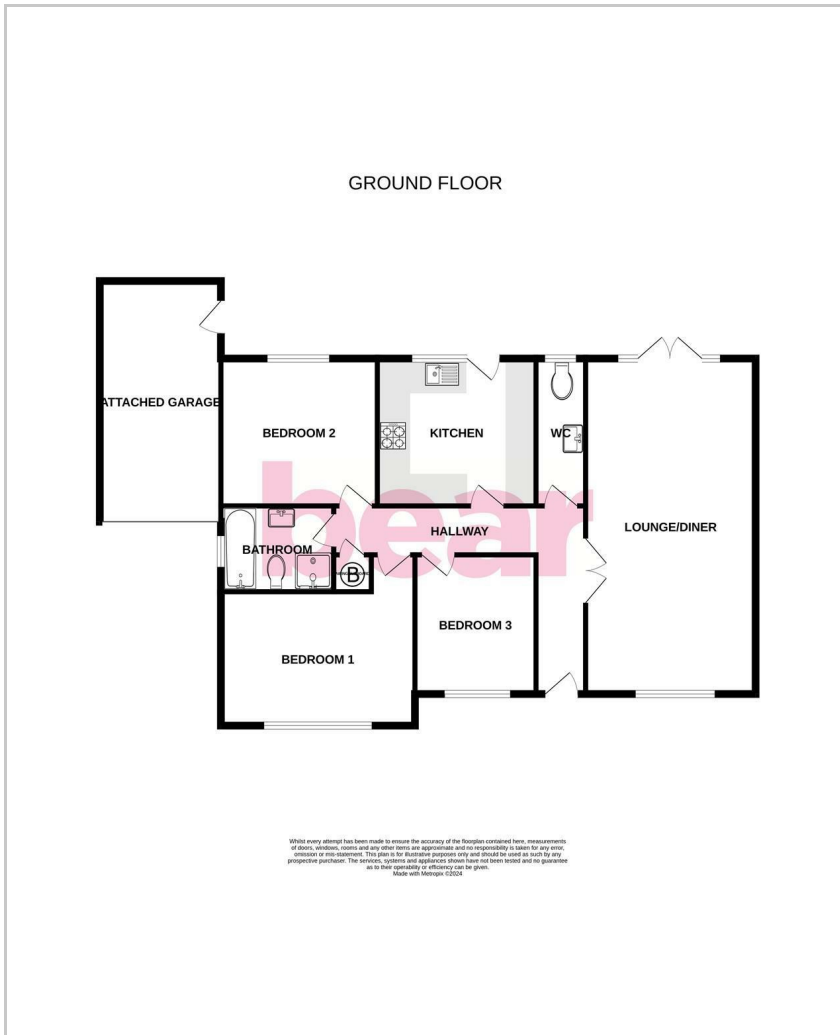 GROUND FLOOR
ATTACHED GARAGE
BEDROOM 2
KITCHEN
WC
bear
HALLWAY
LOUNGE/DINER
BATHROOM
B
BEDROOM 1
BEDROOM 3
Whilst every attempt has been made to ensure the accuracy of the floorplan contained here, measurements
of doors, windows, rooms and any other items are approximate and no responsibility is taken for any error,
omission or mis-statement. This plan is for illustrative purposes only and should be used as such by any
prospective purchaser. The services, systems and appliances shown have not been tested and no guarantee
as to their operability or efficiency can be given.
Made with Metropix ©2024